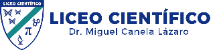 LICEO CIENTÍFICO
Dr. Miguel Canela Lázaro